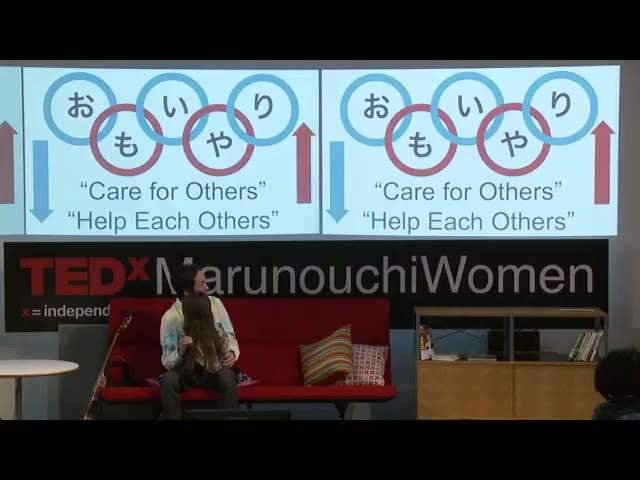 お も い や り
"Care for Others"
"Help Each Others"
お も い や り
"Care for Others"
"Help Each Others"
TEDx MarunouchiWomen
x = independ